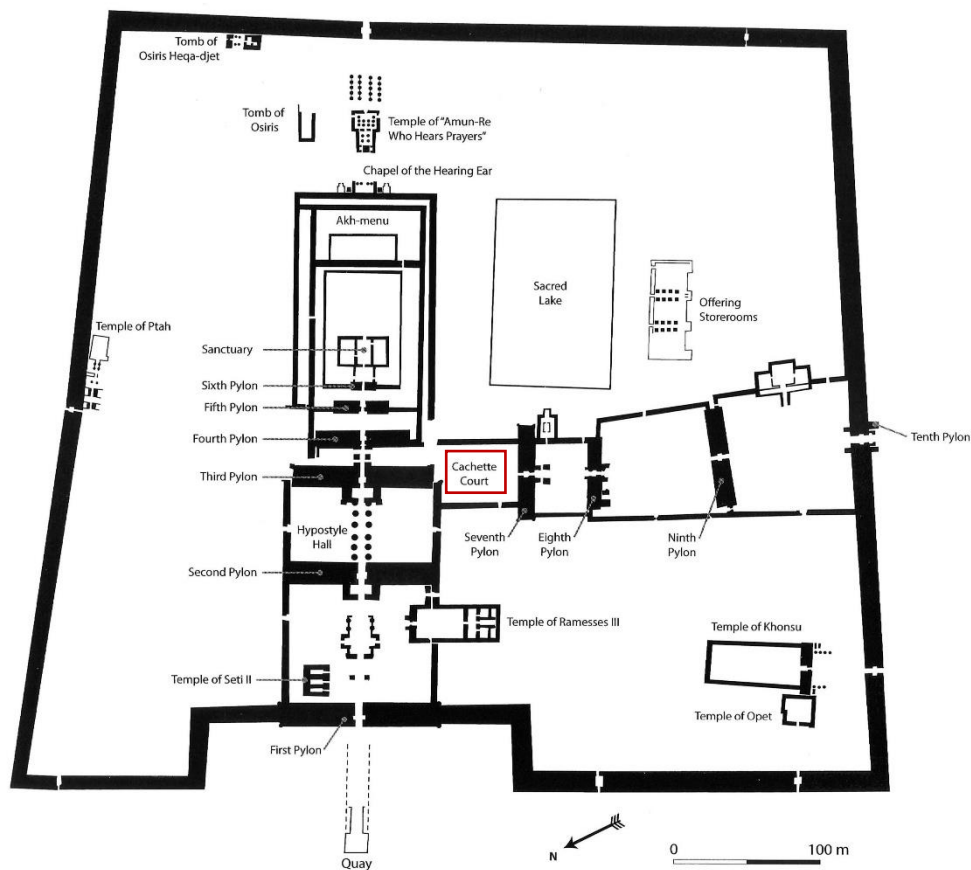 Tomb of
Osiris Heqa-djet
Tomb of
Osiris
Temple of "Amun-Re
Who Hears Prayers"
Chapel of the Hearing Ear
Akh-menu
Sacred
Lake
Offering
Storerooms
Temple of Ptah
Sanctuary
Sixth Pylon
Fifth Pylon
Fourth Pylon
Third Pylon
Cachette
Court
Tenth Pylon
Hypostyle
Hall
Seventh
Pylon
Eighth
Pylon
Ninth
Pylon
Second Pylon
Temple of Ramesses III
Temple of Khonsu
Temple of Seti II
Temple of Opet
First Pylon
N
0 100 m
Quay